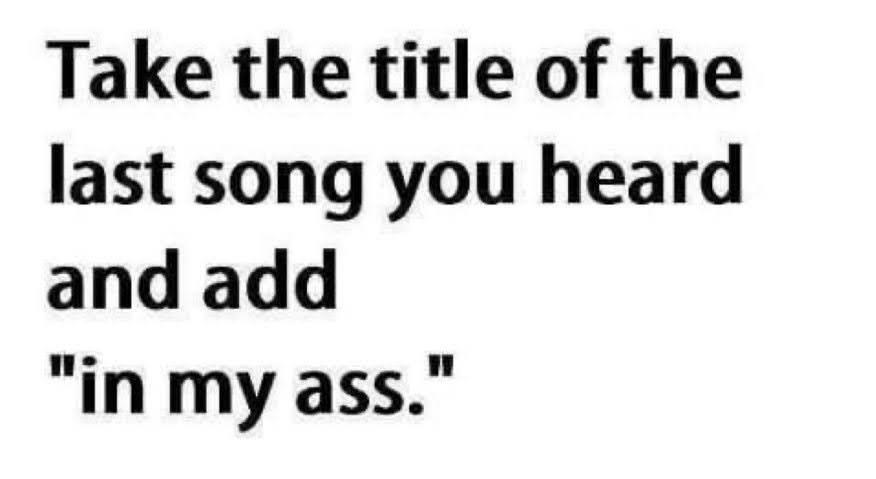 Take the title of the
last song you heard
and add
"in my ass."